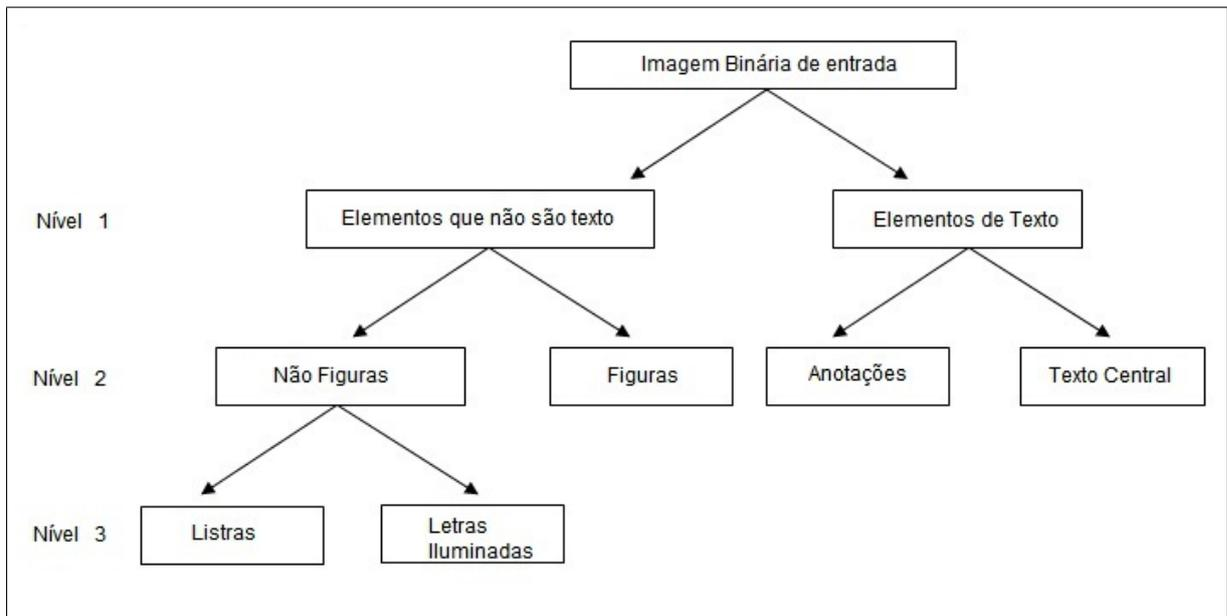 Imagem Binária de entrada
Nível 1
Elementos que não são texto
Elementos de Texto
Nível 2
Não Figuras
Figuras
Anotações
Texto Central
Nível 3
Listras
Letras
Iluminadas